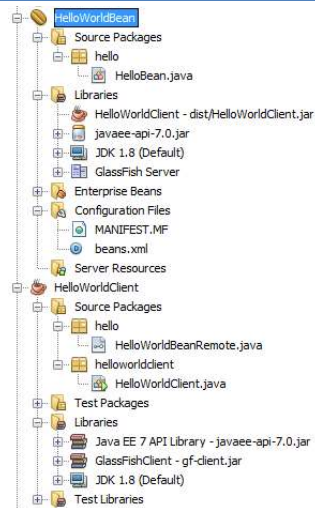 HelloWorldBean
Source Packages
hello
HelloBean.java
Libraries
HelloWorldClient - dist/HelloWorldClient.jar
javaee-api-7.0.jar
JDK 1.8 (Default)
GlassFish Server
Enterprise Beans
Configuration Files
MANIFEST.MF
beans.xml
Server Resources
HelloWorldClient
Source Packages
hello
HelloWorldBeanRemote.java
helloworldclient
HelloWorldClient.java
Test Packages
Libraries
Java EE 7 API Library - javaee-api-7.0.jar
GlassFishClient - gf-client.jar
JDK 1.8 (Default)
Test Libraries